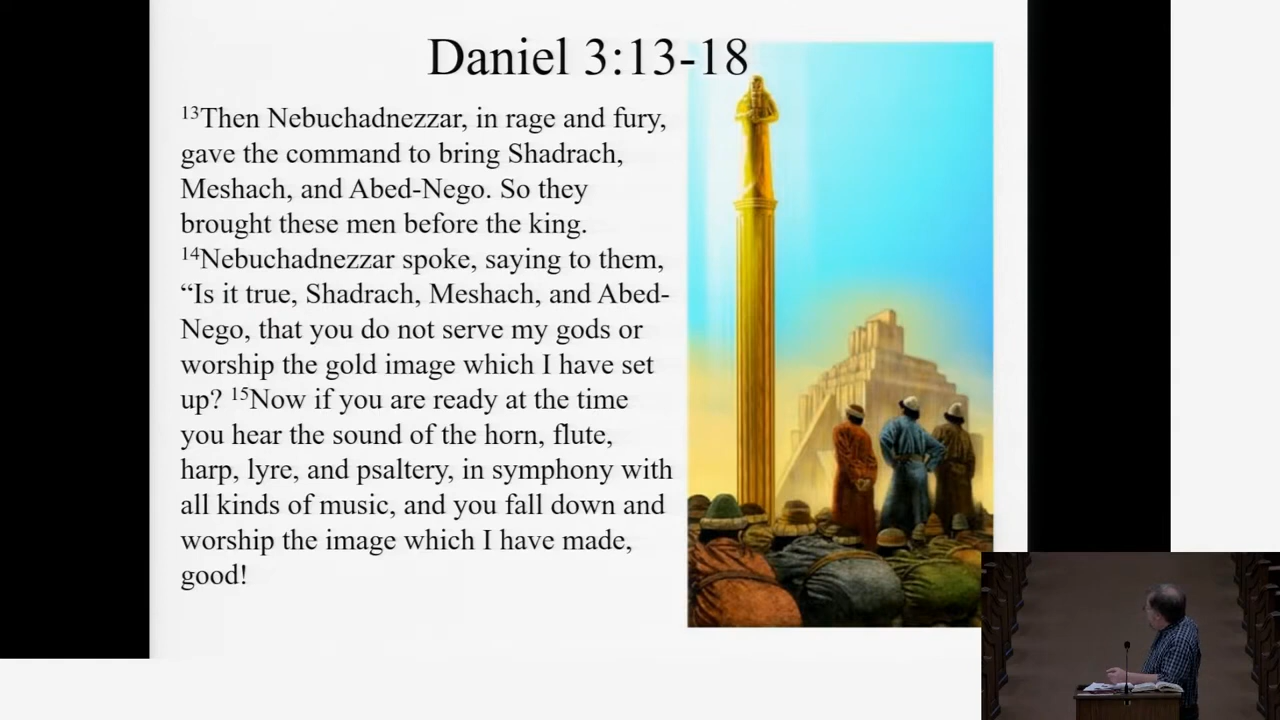 Daniel 3:13-18
13Then Nebuchadnezzar, in rage and fury,
gave the command to bring Shadrach,
Meshach, and Abed-Nego. So they
brought these men before the king.
14Nebuchadnezzar spoke, saying to them,
“Is it true, Shadrach, Meshach, and Abed-
Nego, that you do not serve my gods or
worship the gold image which I have set
up? 15Now if you are ready at the time
you hear the sound of the horn, flute,
harp, lyre, and psaltery, in symphony with
all kinds of music, and you fall down and
worship the image which I have made,
good!